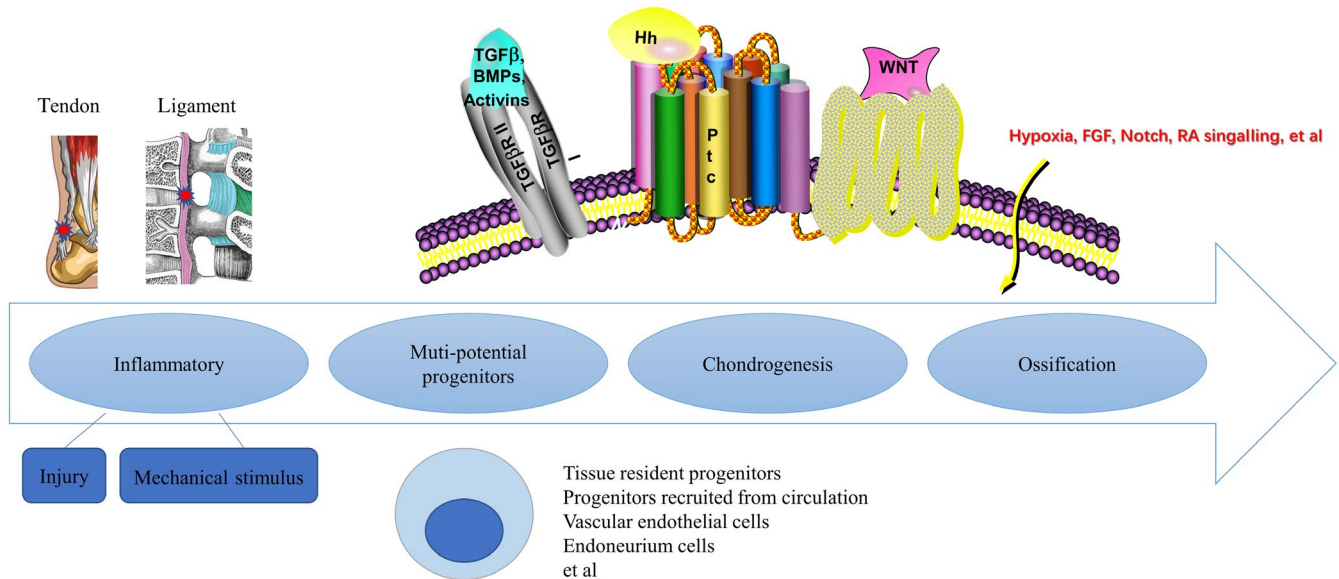 Tendon
Ligament
TGFβ,
BMPs,
Activins
TGFβRII
TGFβR
I
Hh
Ptc
WNT
Hypoxia, FGF, Notch, RA singalling, et al
Inflammatory
Muti-potential
progenitors
Chondrogenesis
Ossification
Injury
Mechanical stimulus
Tissue resident progenitors
Progenitors recruited from circulation
Vascular endothelial cells
Endoneurium cells
et al